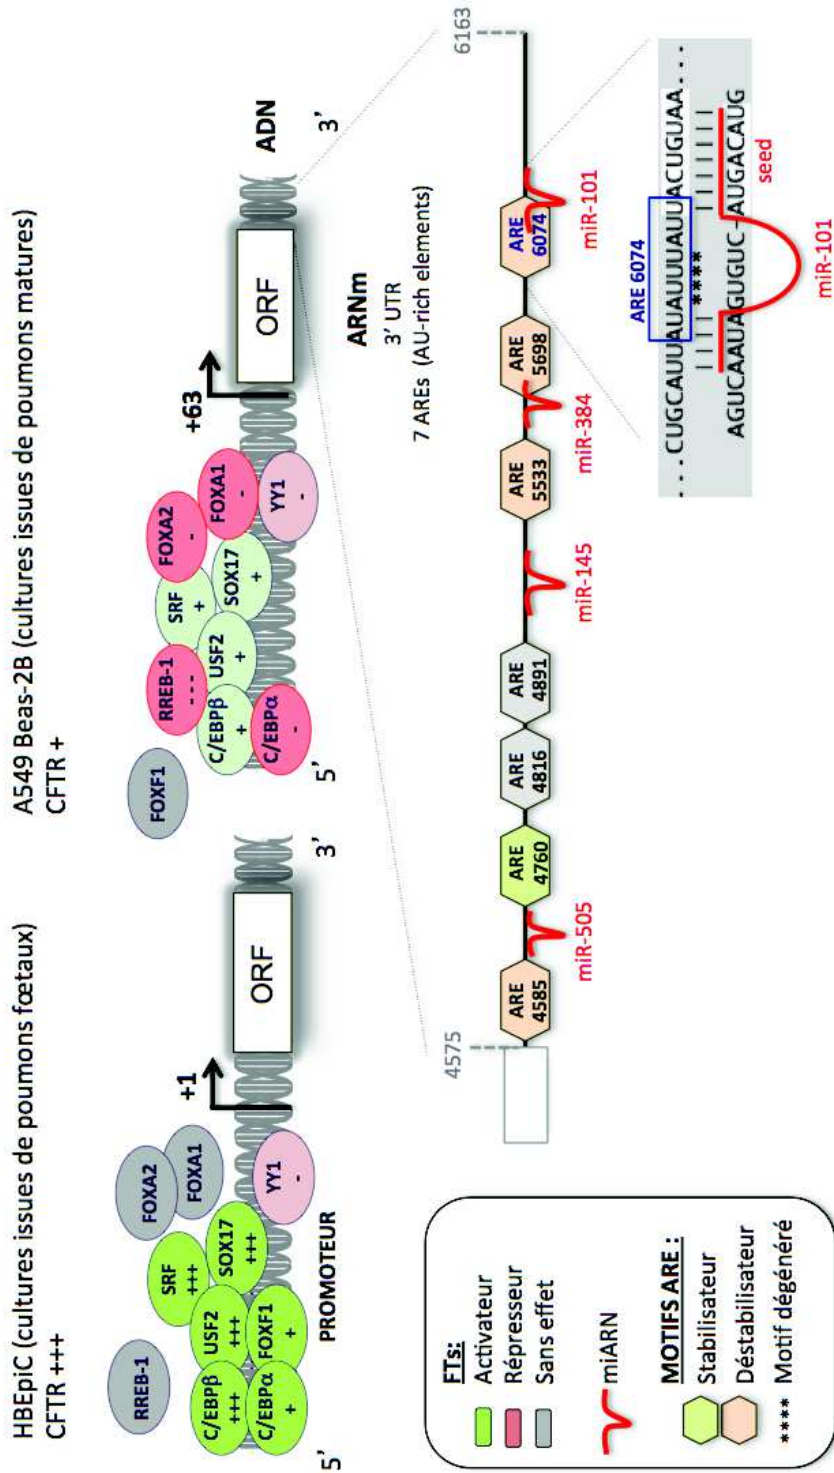 HBEpiC (cultures issues de poumons fœtaux)
CFTR +++
RREB-1
FOXA2
FOXA1
SRF
+++
C/EBPβ
+++
USF2
+++
SOX17
+++
C/EBPα
+
FOXF1
+
YY1
-
+1
ORF
5'
PROMOTEUR
3'
A549 Beas-2B (cultures issues de poumons matures)
CFTR +
FOXF1
RREB-1
---
SRF
+
FOXA2
-
C/EBPβ
+
USF2
+
SOX17
+
FOXA1
-
C/EBPα
-
YY1
-
+63
ORF
ADN
5'
3'
ARNm
3' UTR
7 AREs (AU-rich elements)
4575
6163
ARE
4585
ARE
4760
ARE
4816
ARE
4891
ARE
5533
ARE
5698
ARE
6074
miR-505
miR-145
miR-384
miR-101
ARE 6074
...CUGCAUUAUAUUUAUUACUGUAA...
****
AGUCAAUAGUGUC-AUGACAUG
seed
miR-101
FTs:
Activateur
Répresseur
Sans effet
miARN
MOTIFS ARE :
Stabilisateur
Déstabilisateur
**** Motif dégénéré